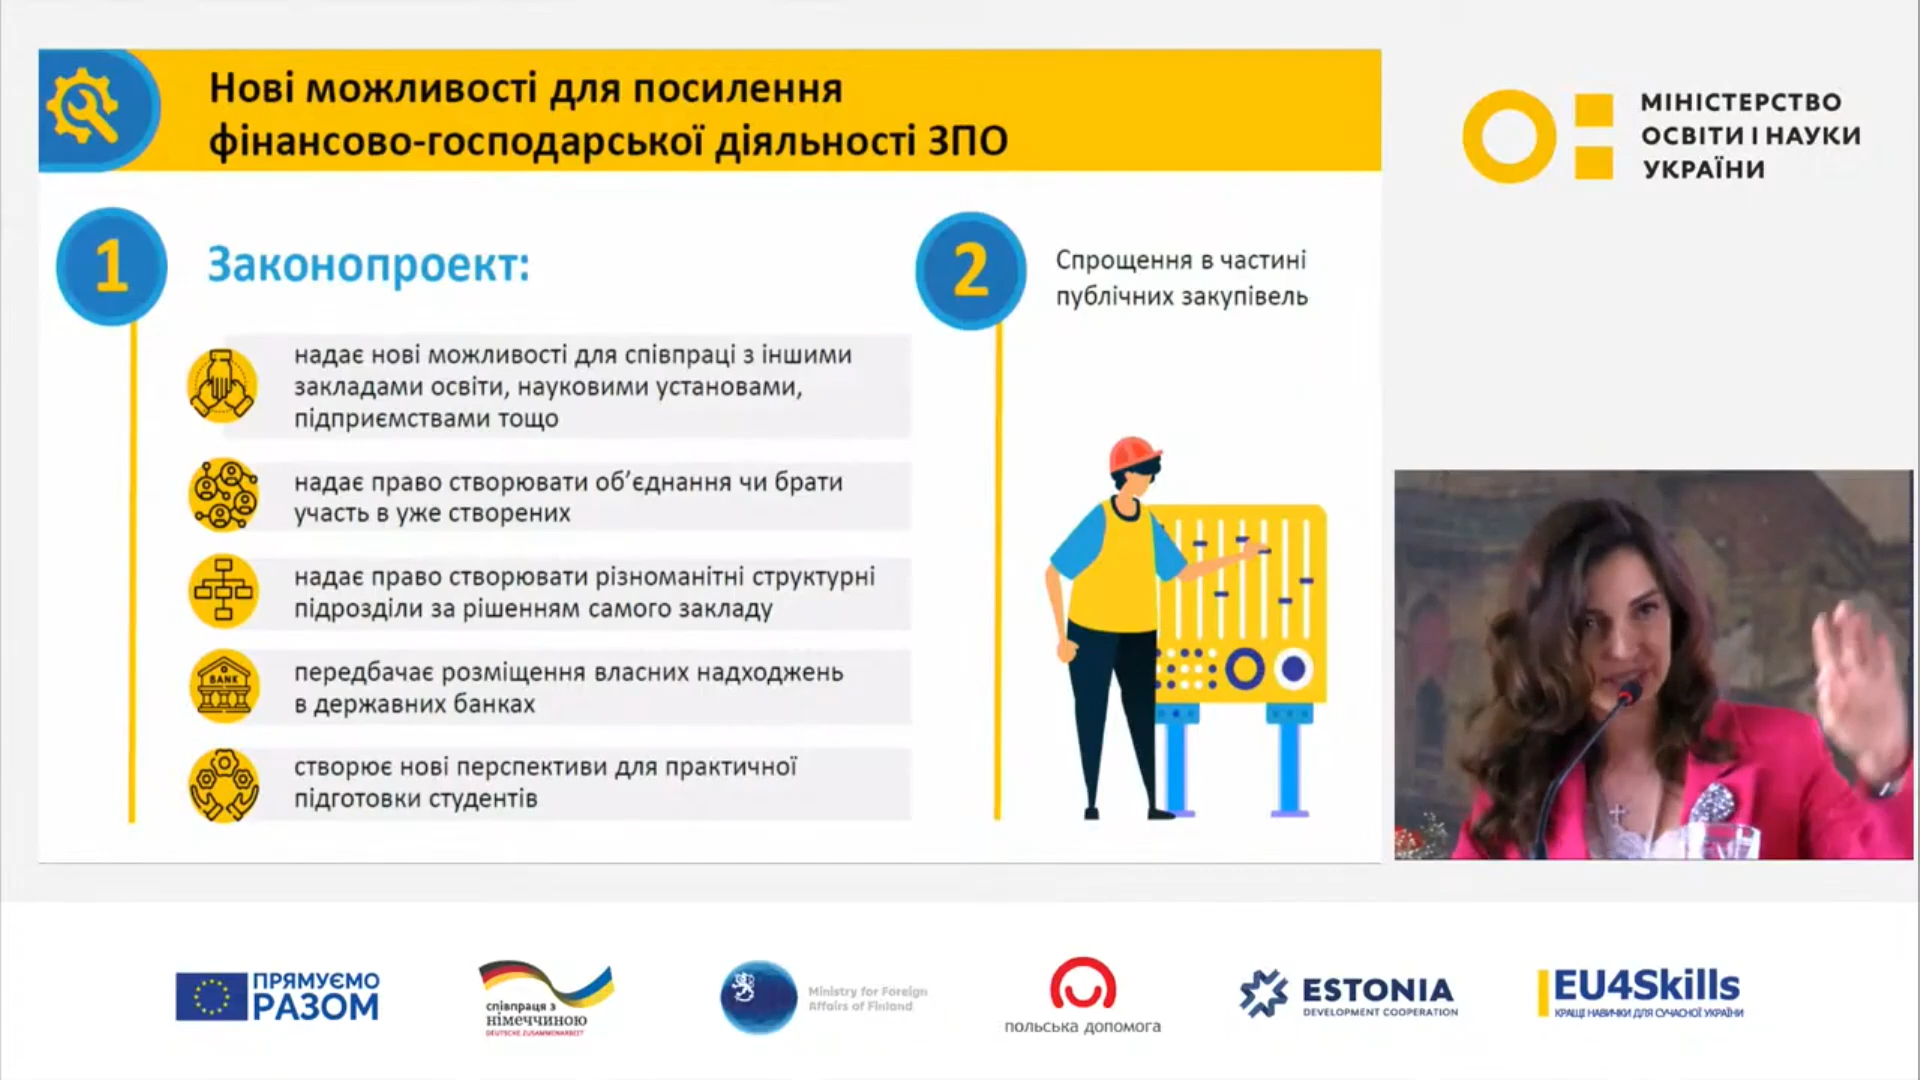 Нові можливості для посилення
фінансово-господарської діяльності ЗПО
МІНІСТЕРСТВО
ОСВІТИ І НАУКИ
УКРАЇНИ
1
Законопроект:
надає нові можливості для співпраці з іншими
закладами освіти, науковими установами,
підприємствами тощо
надає право створювати об’єднання чи брати
участь в уже створених
надає право створювати різноманітні структурні
підрозділи за рішенням самого закладу
BANK
передбачає розміщення власних надходжень
в державних банках
створює нові перспективи для практичної
підготовки студентів
2
Спрощення в частині
публічних закупівель
ПРЯМУЄМО
РАЗОМ
співпраця з
німеччиною
DEUTSCHE ZUSAMMENARBEIT
Ministry for Foreign
Affairs of Finland
польська допомога
ESTONIA
DEVELOPMENT COOPERATION
EU4Skills
КРАЩІ НАВИЧКИ ДЛЯ СУЧАСНОЇ УКРАЇНИ